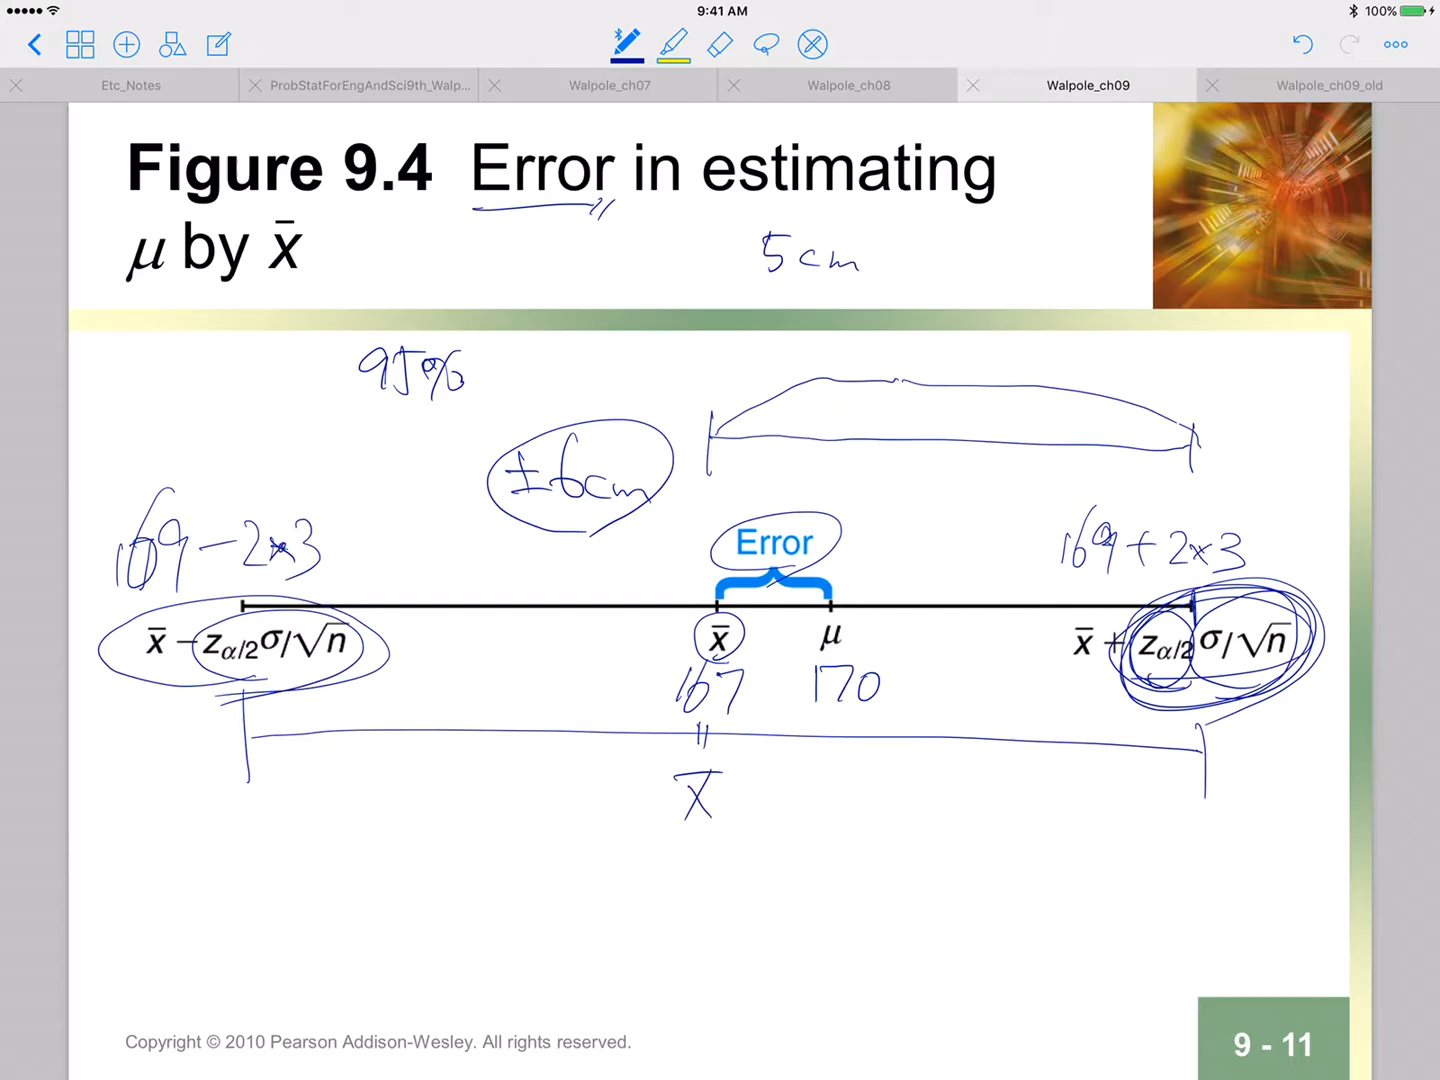 9:41 AM
100%
Etc_Notes
ProbStatForEngAndSci9th_Walp...
Walpole_ch07
Walpole_ch08
Walpole_ch09
Walpole_ch09_old
Figure 9.4 Error in estimating
μ by x̄
5cm
95%
±6cm
169-2×3
Error
169+2×3
x̄ − zα/2σ/√n
x̄
μ
x̄ + zα/2 σ/√n
167
170
=
x̄
Copyright © 2010 Pearson Addison-Wesley. All rights reserved.
9 - 11